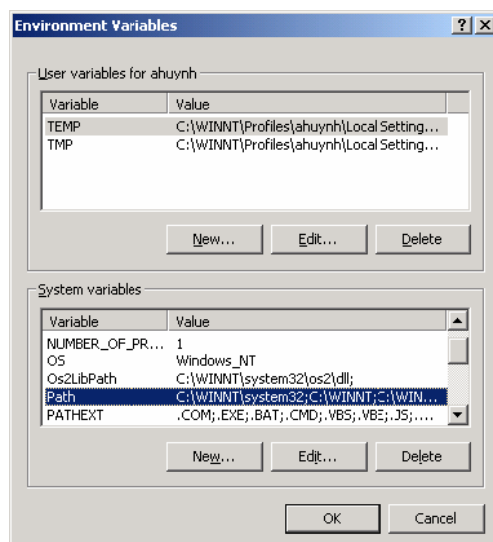 Environment Variables
User variables for ahuynh
Variable Value
TEMP C:\WINNT\Profiles\ahuynh\Local Setting...
TMP C:\WINNT\Profiles\ahuynh\Local Setting...
New... Edit... Delete
System variables
Variable Value
NUMBER_OF_PR... 1
OS Windows_NT
Os2LibPath C:\WINNT\system32\os2\dll;
Path C:\WINNT\system32;C:\WINNT;C:\WIN...
PATHEXT .COM;.EXE;.BAT;.CMD;.VBS;.VBE;.JS;....
New... Edit... Delete
OK Cancel